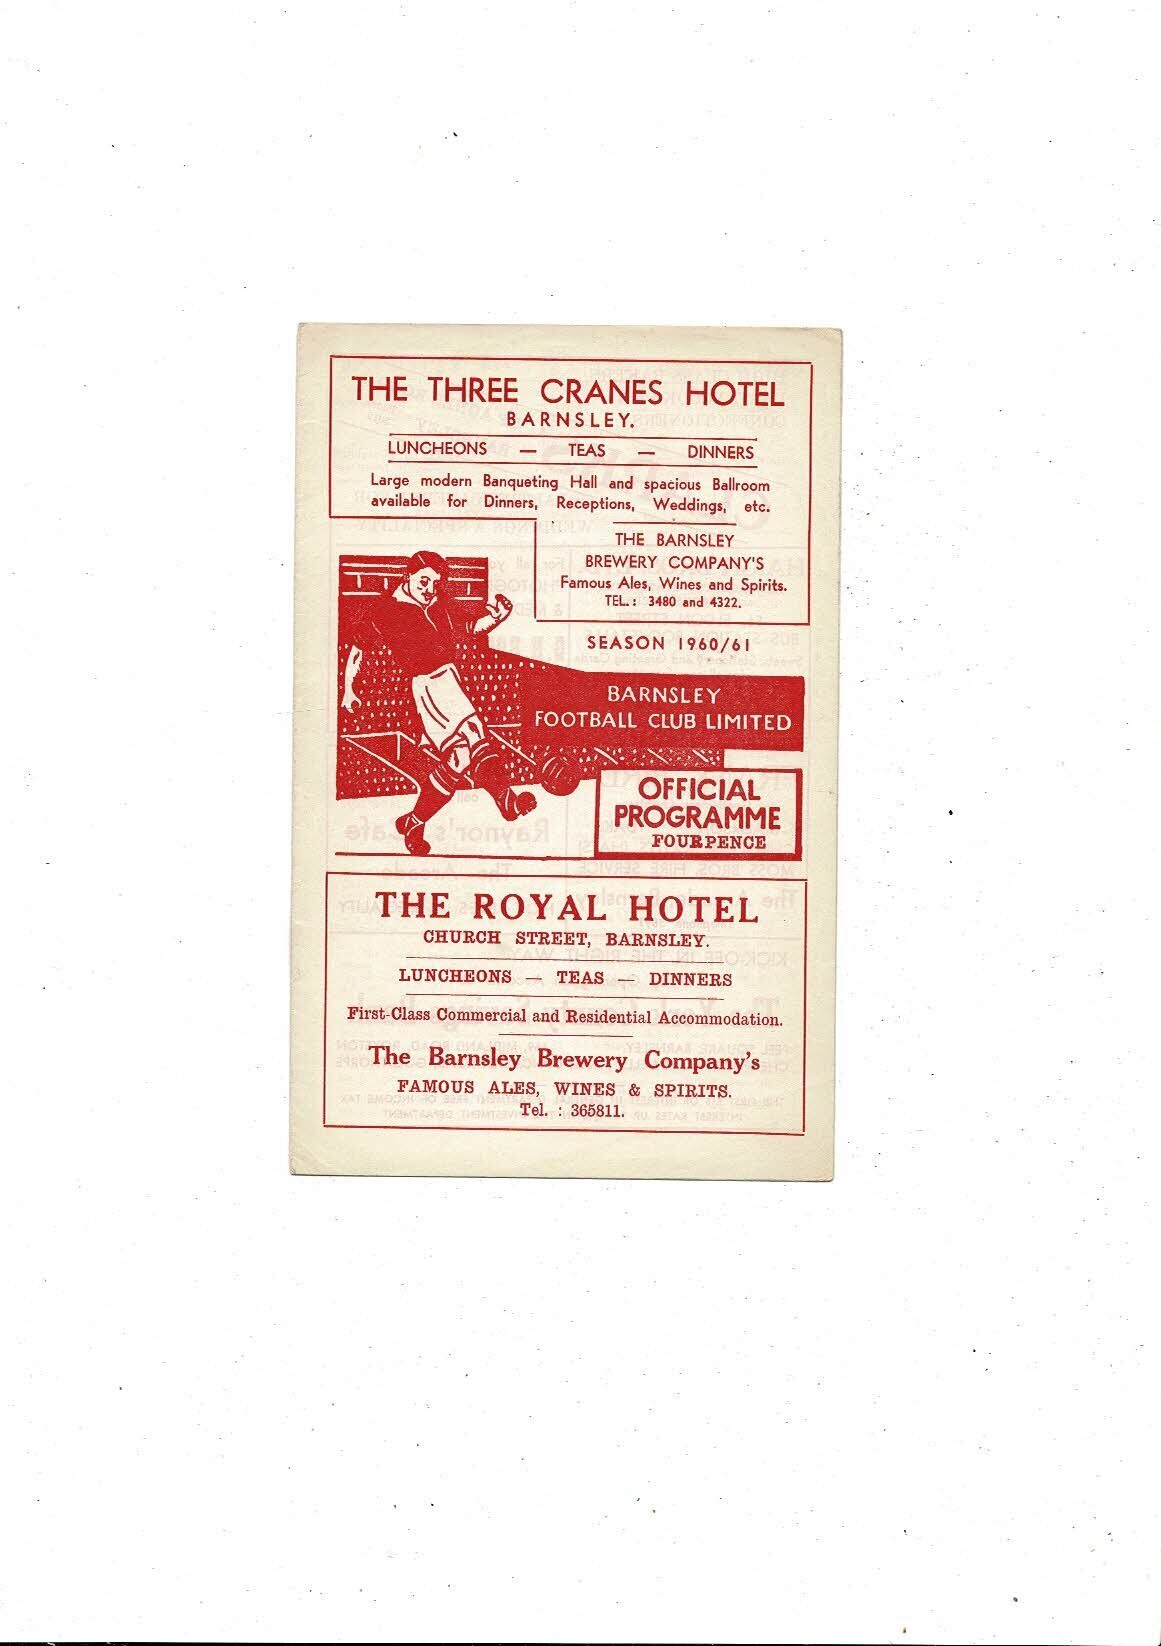 THE THREE CRANES HOTEL
BARNSLEY.
LUNCHEONS — TEAS — DINNERS
Large modern Banqueting Hall and spacious Ballroom
available for Dinners, Receptions, Weddings, etc.
THE BARNSLEY
BREWERY COMPANY'S
Famous Ales, Wines and Spirits.
TEL.: 3480 and 4322.
SEASON 1960/61
BARNSLEY
FOOTBALL CLUB LIMITED
OFFICIAL
PROGRAMME
FOURPENCE
THE ROYAL HOTEL
CHURCH STREET, BARNSLEY.
LUNCHEONS — TEAS — DINNERS
First-Class Commercial and Residential Accommodation.
The Barnsley Brewery Company's
FAMOUS ALES, WINES & SPIRITS.
Tel. : 365811.